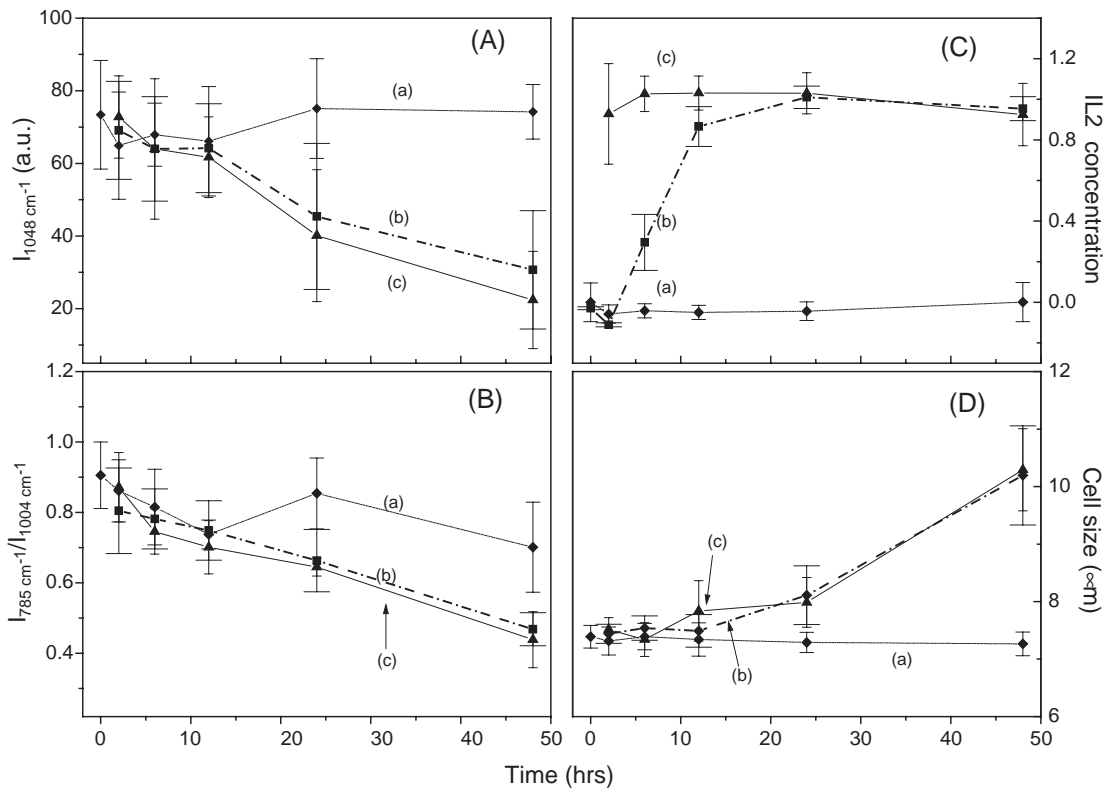 (A)
I1048 cm-1 (a.u.)
100
80
60
40
20
(a)
(b)
(c)
(C)
IL2 concentration
1.2
0.8
0.4
0.0
(c)
(b)
(a)
(B)
I785 cm-1/I1004 cm-1
1.2
1.0
0.8
0.6
0.4
(a)
(b)
(c)
0 10 20 30 40 50
(D)
Cell size (∝m)
12
10
8
6
(c)
(b)
(a)
0 10 20 30 40 50
Time (hrs)